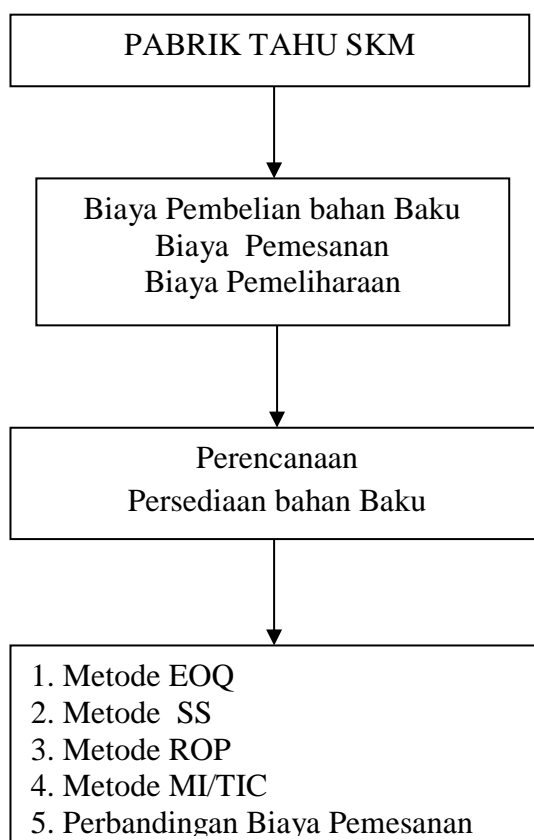 PABRIK TAHU SKM
Biaya Pembelian bahan Baku
Biaya Pemesanan
Biaya Pemeliharaan
Perencanaan
Persediaan bahan Baku
1. Metode EOQ
2. Metode SS
3. Metode ROP
4. Metode MI/TIC
5. Perbandingan Biaya Pemesanan